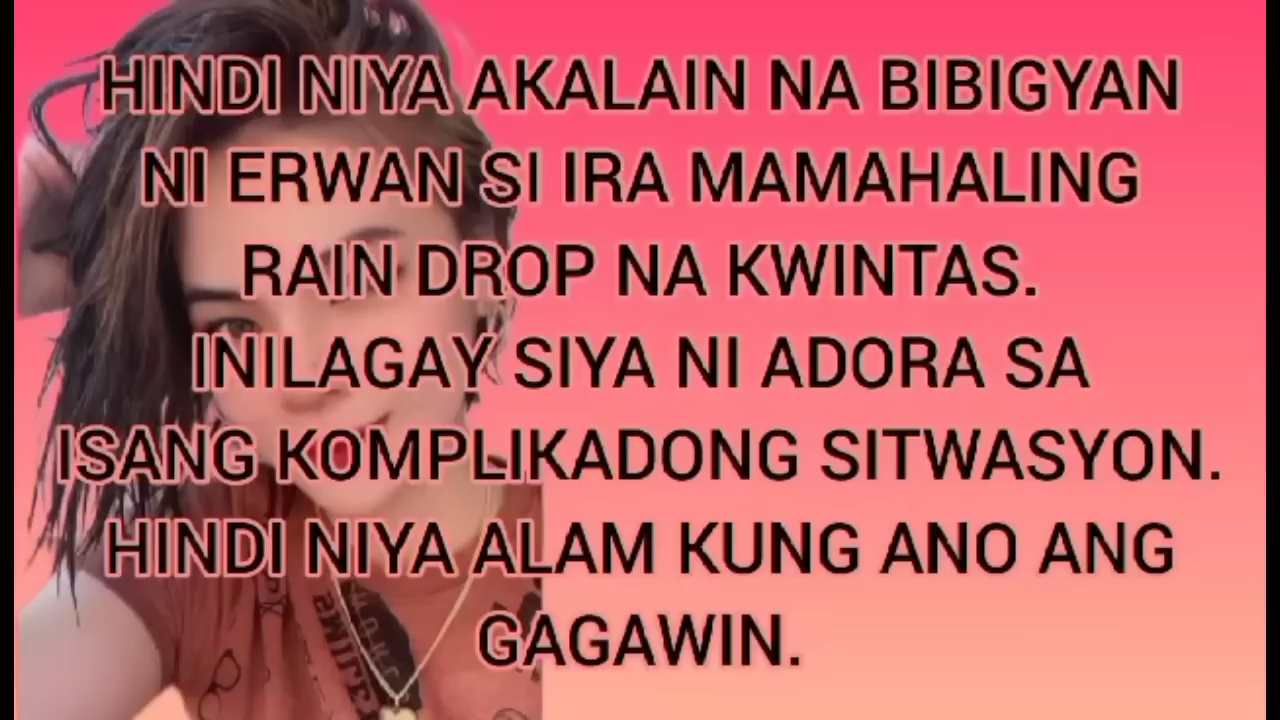 HINDI NIYA AKALAIN NA BIBIGYAN
NI ERWAN SI IRA MAMAHALING
RAIN DROP NA KWINTAS.
INILAGAY SIYA NI ADORA SA
ISANG KOMPLIKADONG SITWASYON.
HINDI NIYA ALAM KUNG ANO ANG
GAGAWIN.